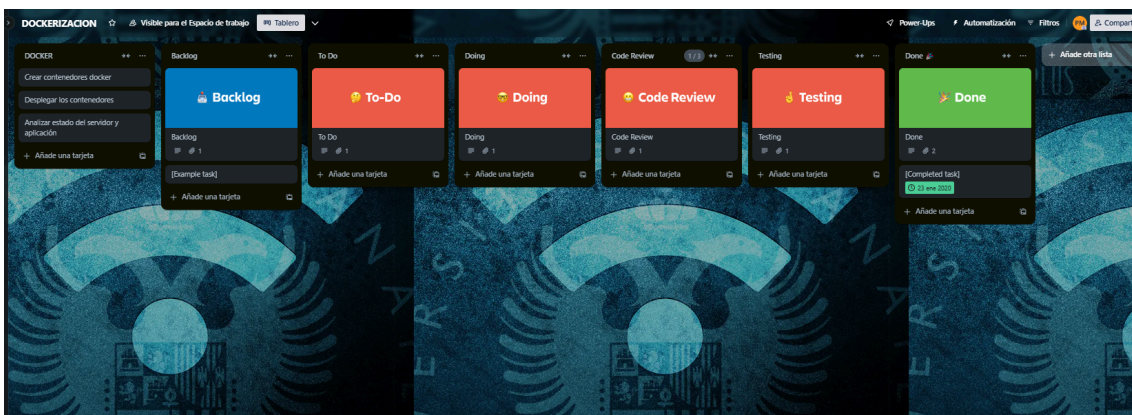 DOCKERIZACION
Visible para el Espacio de trabajo
Tablero
Power-Ups
Automatización
Filtros
PM
Compart
DOCKER
Crear contenedores docker
Desplegar los contenedores
Analizar estado del servidor y
aplicación
+ Añade una tarjeta
Backlog
Backlog
Backlog
1
[Example task]
+ Añade una tarjeta
To Do
To-Do
To Do
1
+ Añade una tarjeta
Doing
Doing
Doing
1
+ Añade una tarjeta
Code Review
1 / 3
Code Review
Code Review
1
+ Añade una tarjeta
Testing
Testing
Testing
1
+ Añade una tarjeta
Done 🎉
Done
Done
2
[Completed task]
23 ene 2020
+ Añade una tarjeta
+ Añade otra lista